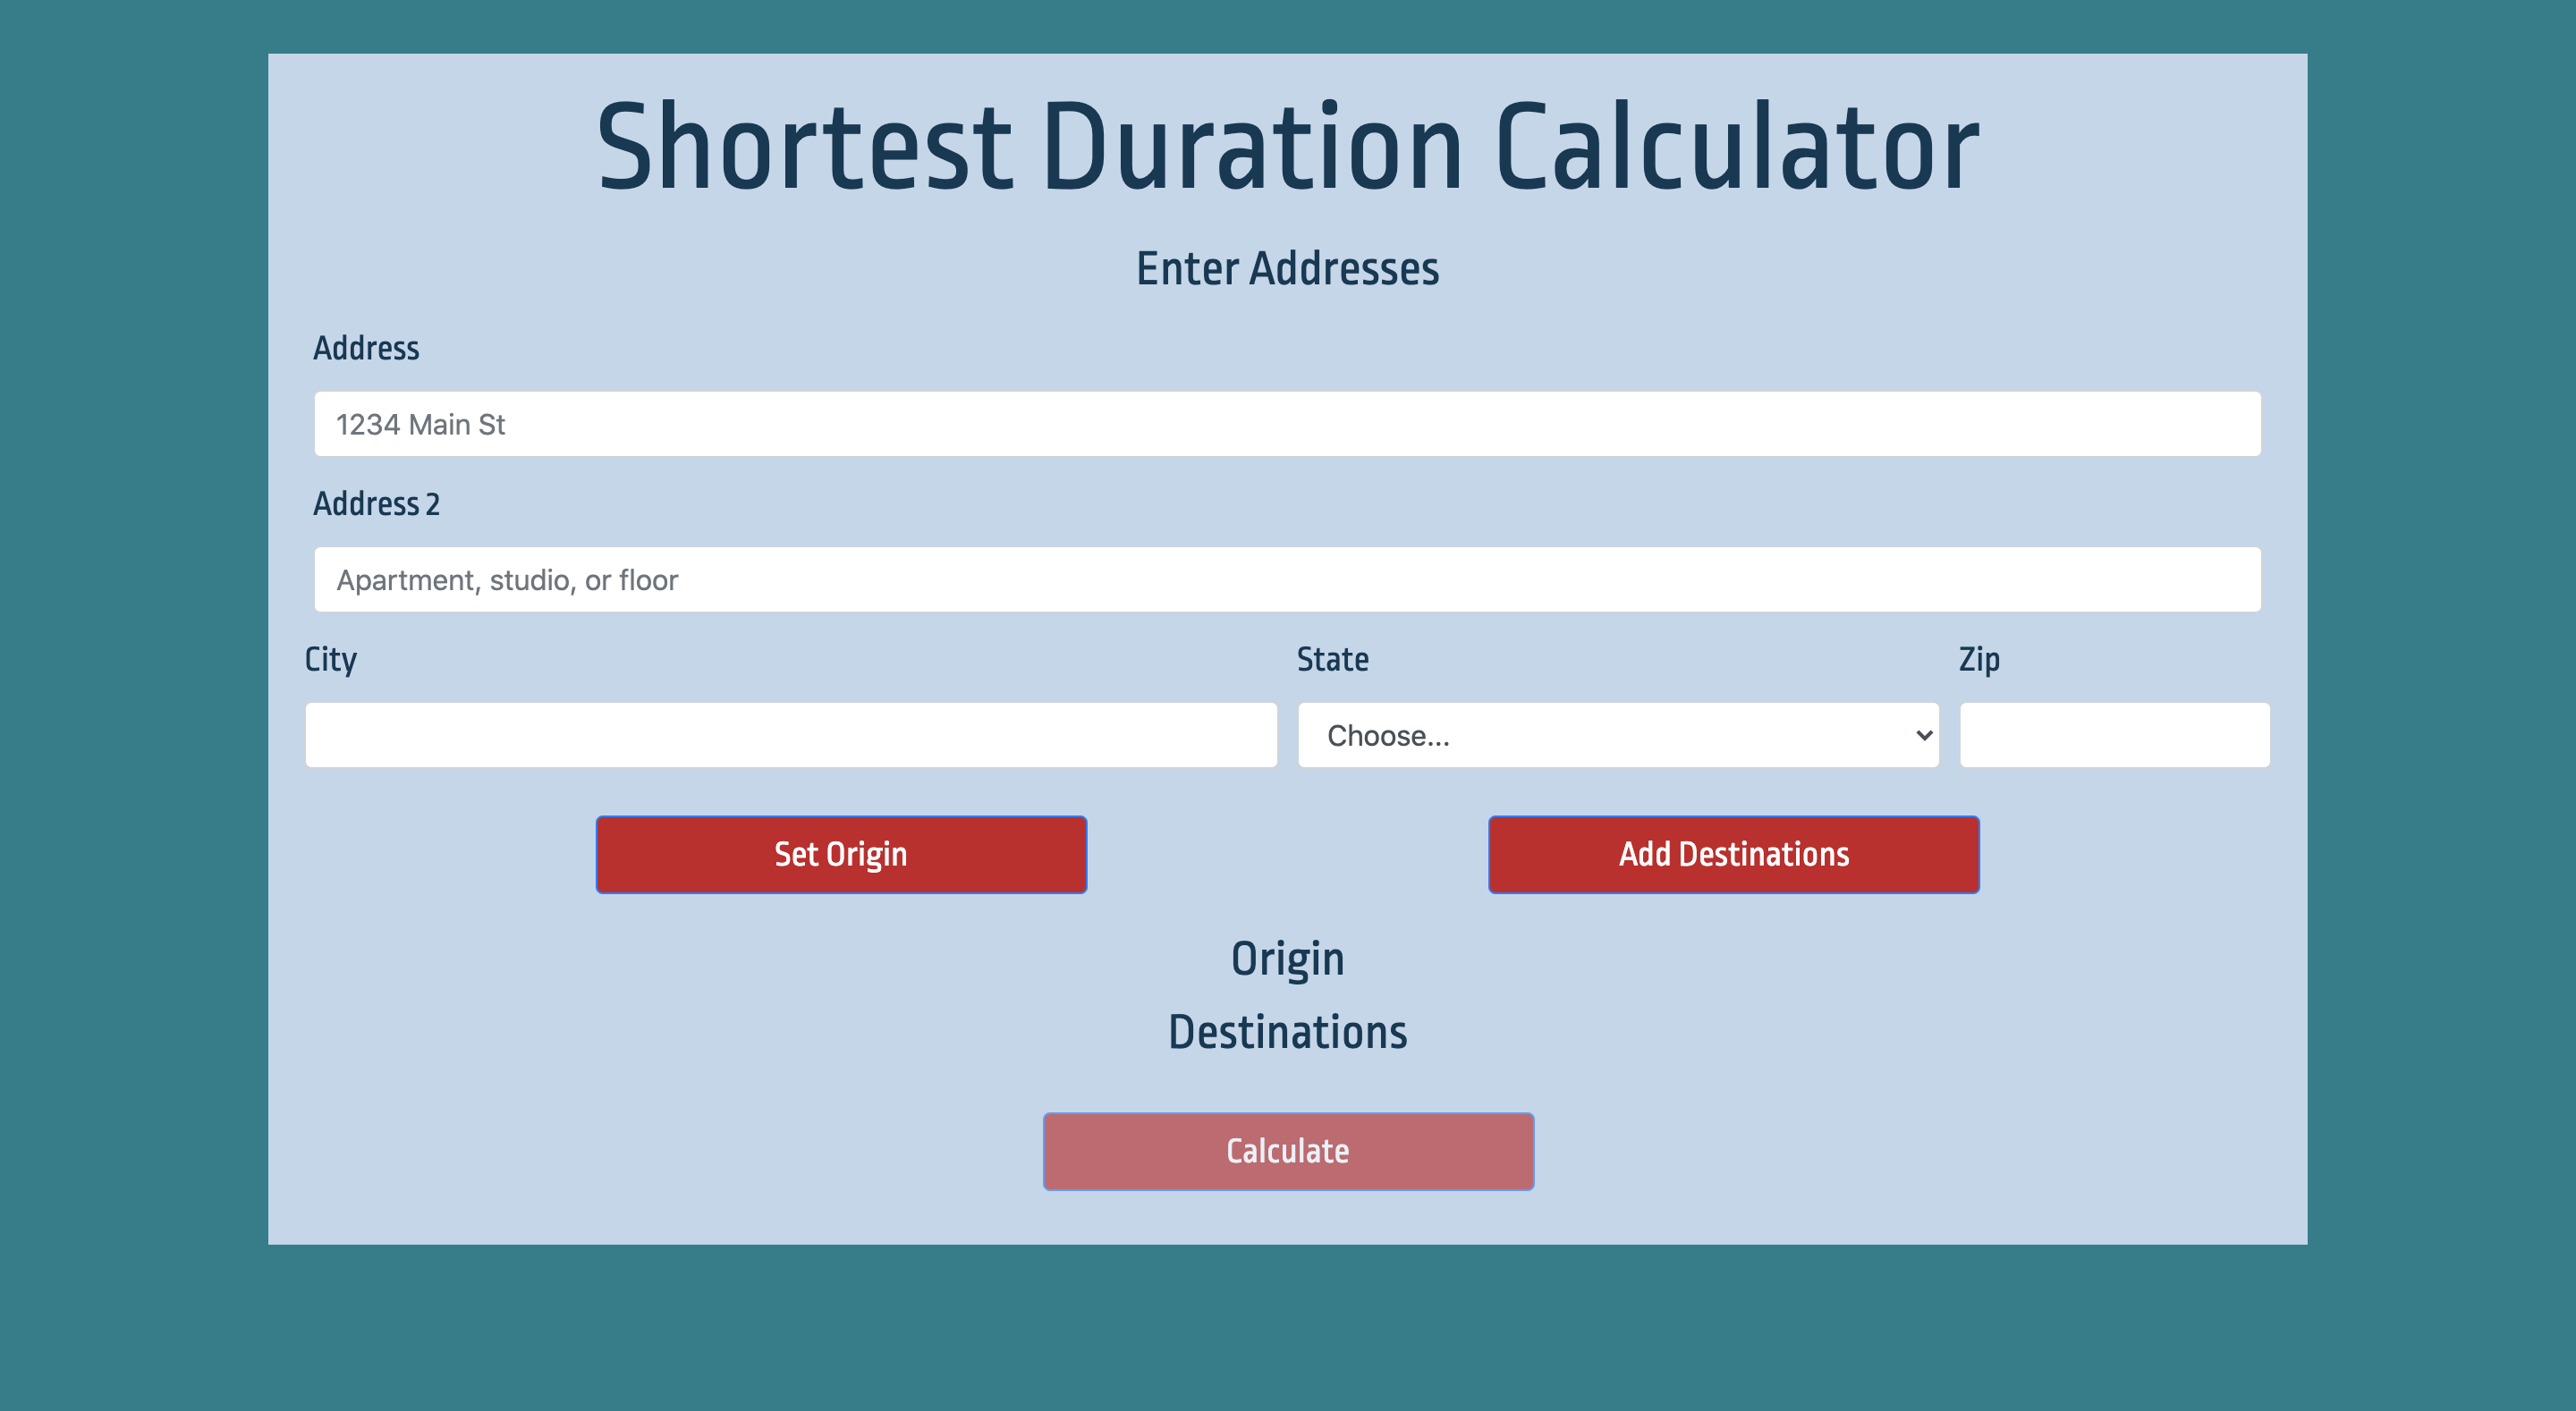 Shortest Duration Calculator
Enter Addresses
Address
1234 Main St
Address 2
Apartment, studio, or floor
City State Zip
Choose...
Set Origin Add Destinations
Origin
Destinations
Calculate